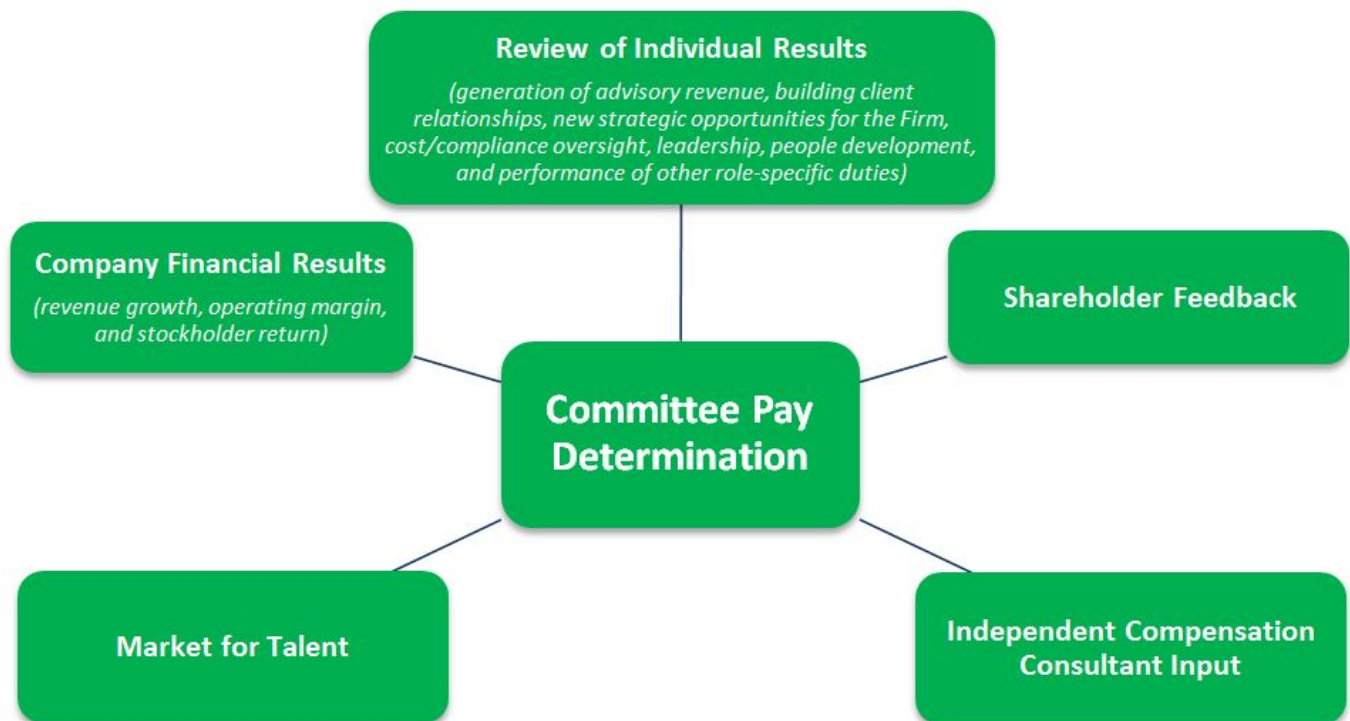 Review of Individual Results
(generation of advisory revenue, building client
relationships, new strategic opportunities for the Firm,
cost/compliance oversight, leadership, people development,
and performance of other role-specific duties)
Company Financial Results
(revenue growth, operating margin,
and stockholder return)
Shareholder Feedback
Committee Pay
Determination
Market for Talent
Independent Compensation
Consultant Input